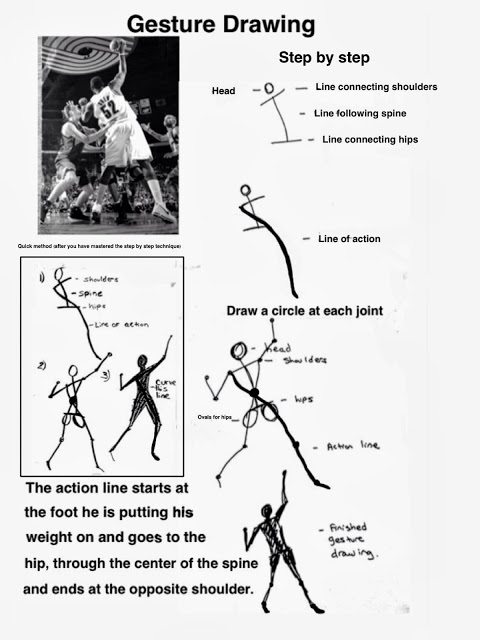 Gesture Drawing
Step by step
52
Head
Line connecting shoulders
Line following spine
Line connecting hips
Line of action
Quick method (after you have mastered the step by step technique)
1)
shoulders
spine
hips
Line of action
2)
3)
curve
this
line
Draw a circle at each joint
head
shoulders
hips
Ovals for hips
Action line
The action line starts at
the foot he is putting his
weight on and goes to the
hip, through the center of the spine
and ends at the opposite shoulder.
Finished
gesture
drawing.